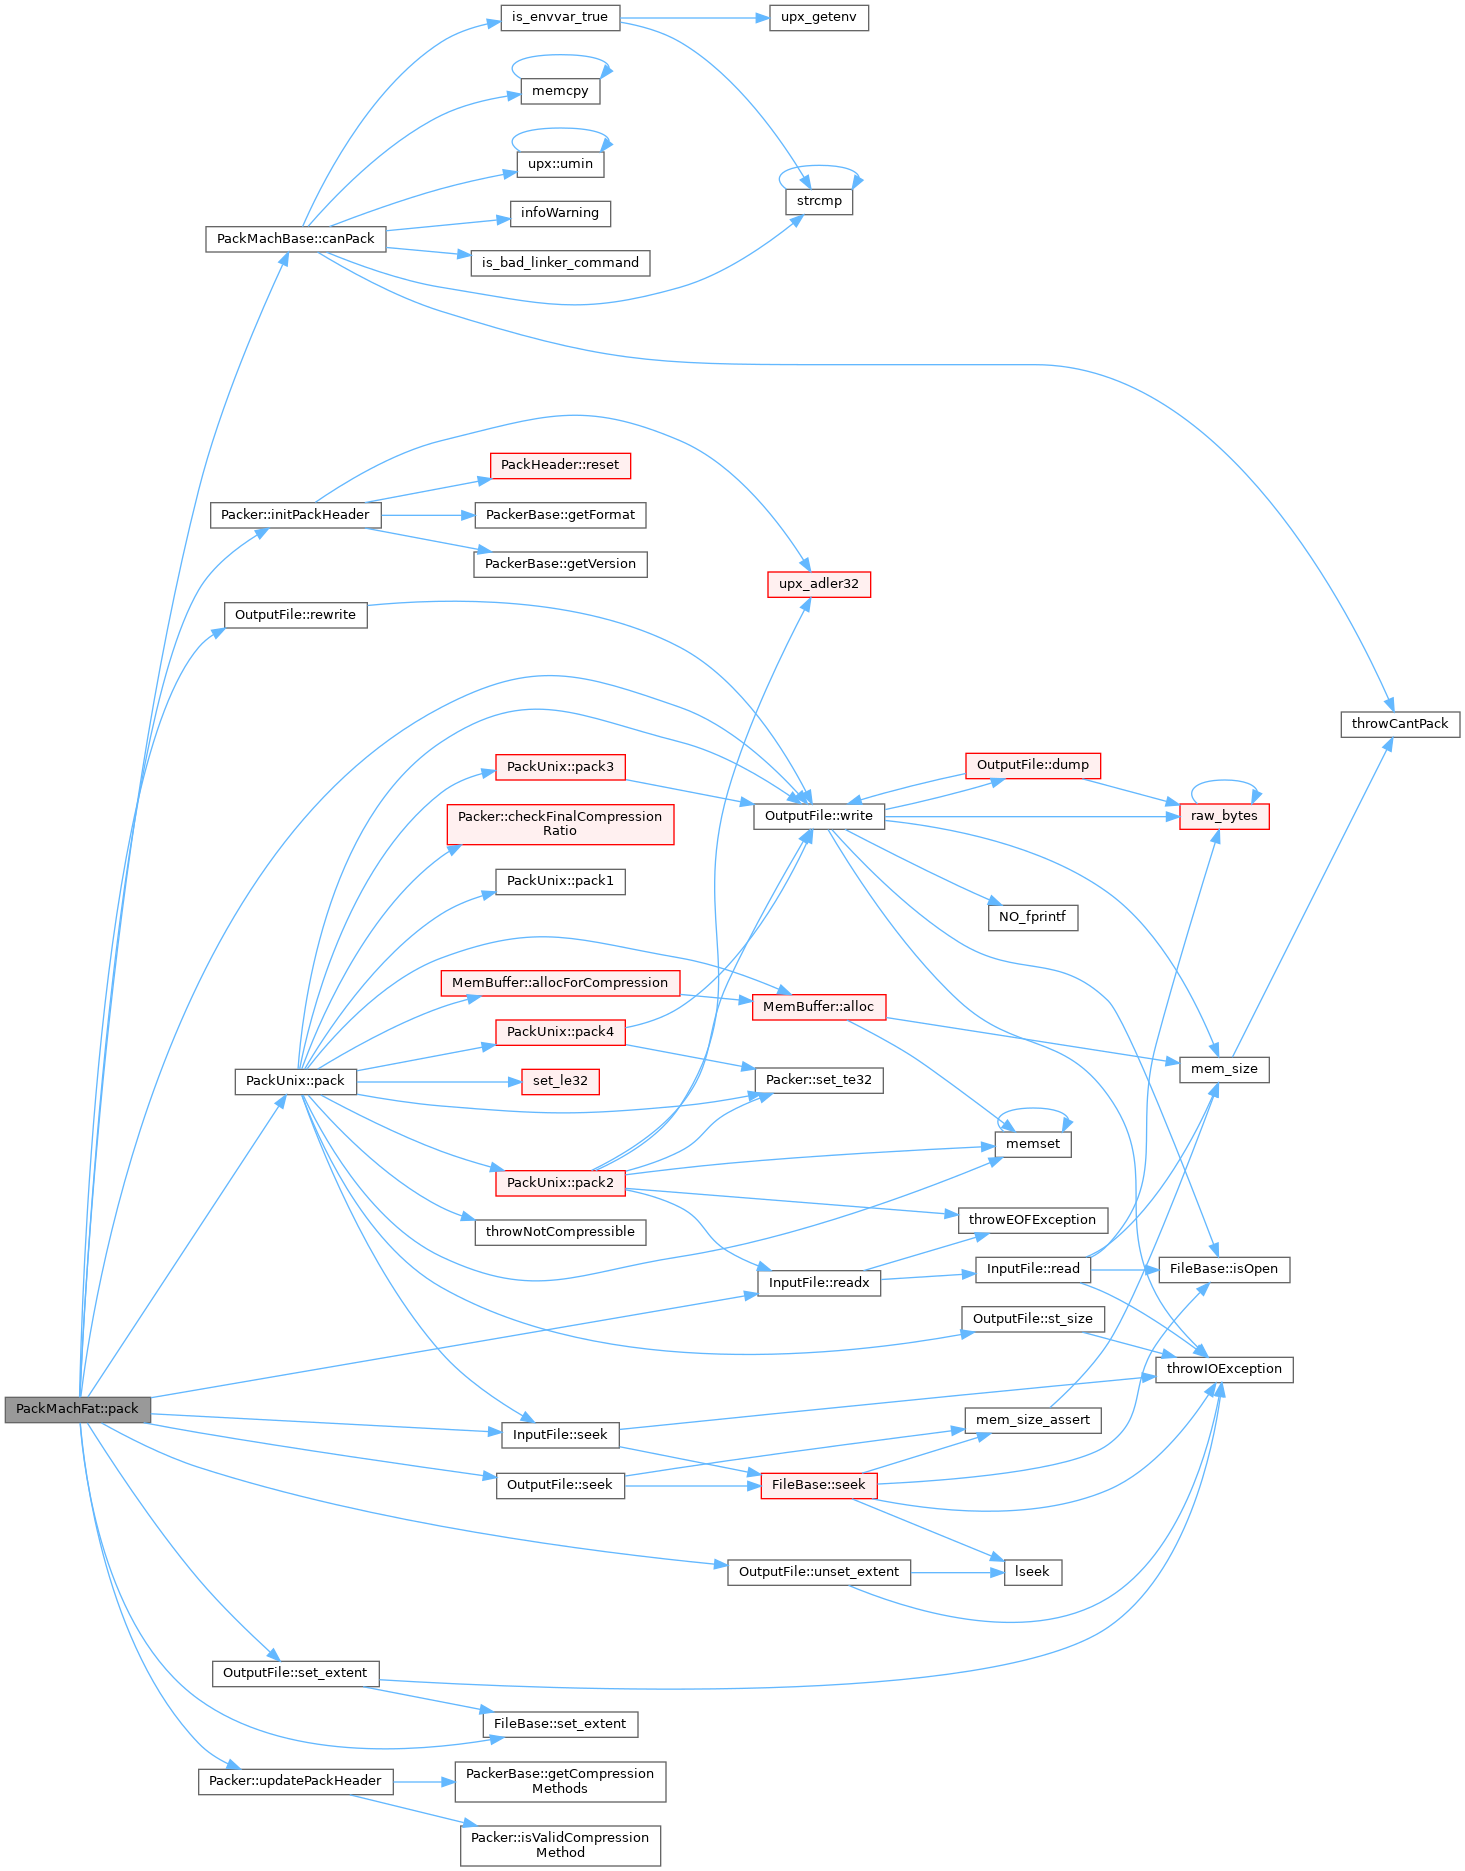 is_envvar_true
upx_getenv
memcpy
upx::umin
strcmp
infoWarning
PackMachBase::canPack
is_bad_linker_command
PackHeader::reset
Packer::initPackHeader
PackerBase::getFormat
PackerBase::getVersion
upx_adler32
OutputFile::rewrite
throwCantPack
PackUnix::pack3
OutputFile::dump
Packer::checkFinalCompression
Ratio
OutputFile::write
raw_bytes
PackUnix::pack1
NO_fprintf
MemBuffer::allocForCompression
MemBuffer::alloc
PackUnix::pack4
mem_size
PackUnix::pack
set_le32
Packer::set_te32
memset
PackUnix::pack2
throwEOFException
throwNotCompressible
InputFile::readx
InputFile::read
FileBase::isOpen
OutputFile::st_size
throwIOException
PackMachFat::pack
mem_size_assert
InputFile::seek
OutputFile::seek
FileBase::seek
OutputFile::unset_extent
lseek
OutputFile::set_extent
FileBase::set_extent
Packer::updatePackHeader
PackerBase::getCompression
Methods
Packer::isValidCompression
Method